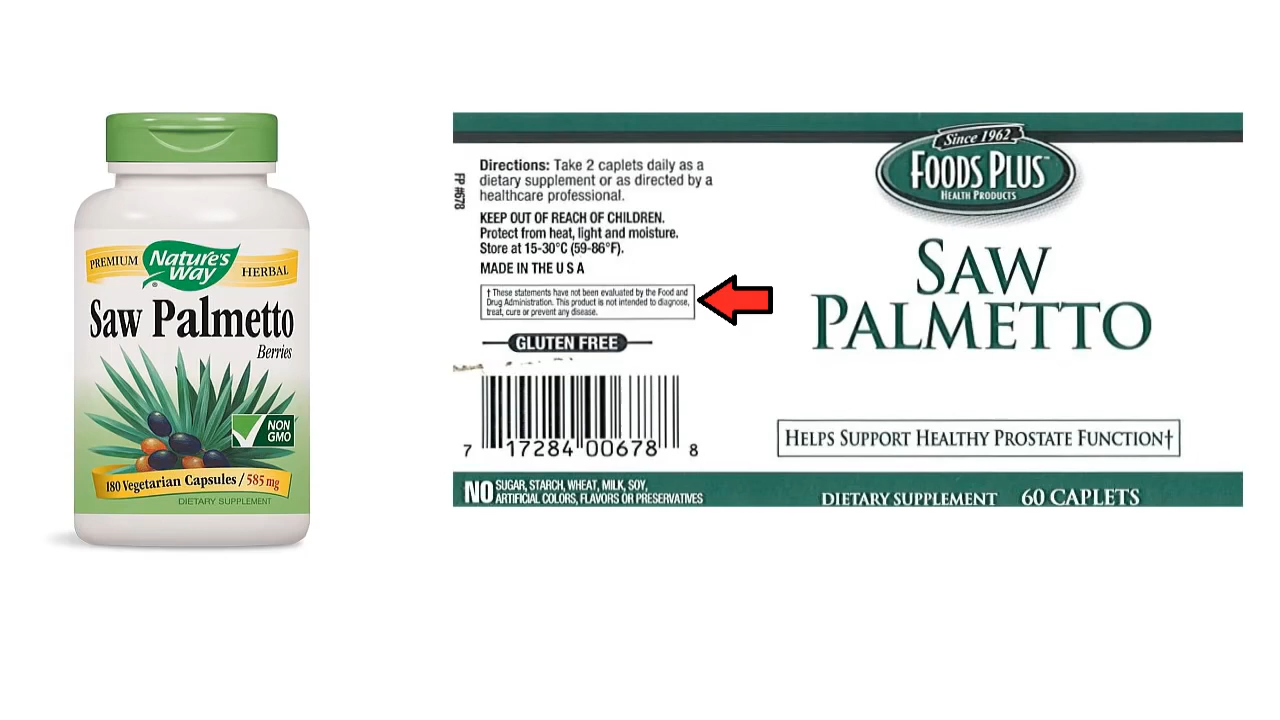 PREMIUM
Nature's
Way
®
HERBAL
Saw Palmetto
Berries
NON
GMO
180 Vegetarian Capsules / 585 mg
DIETARY SUPPLEMENT
FP #678
Directions: Take 2 caplets daily as a
dietary supplement or as directed by a
healthcare professional.
KEEP OUT OF REACH OF CHILDREN.
Protect from heat, light and moisture.
Store at 15-30°C (59-86°F).
MADE IN THE U S A
† These statements have not been evaluated by the Food and
Drug Administration. This product is not intended to diagnose,
treat, cure or prevent any disease.
GLUTEN FREE
7 17284 00678 8
NO SUGAR, STARCH, WHEAT, MILK, SOY,
ARTIFICIAL COLORS, FLAVORS OR PRESERVATIVES
Since 1962
FOODS PLUS™
HEALTH PRODUCTS
SAW
PALMETTO
HELPS SUPPORT HEALTHY PROSTATE FUNCTION†
DIETARY SUPPLEMENT 60 CAPLETS